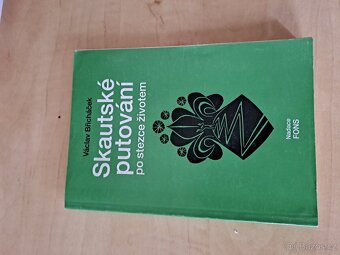 Václav Břicháček
Skautské
putování
po stezce životem
Nadace
FONS